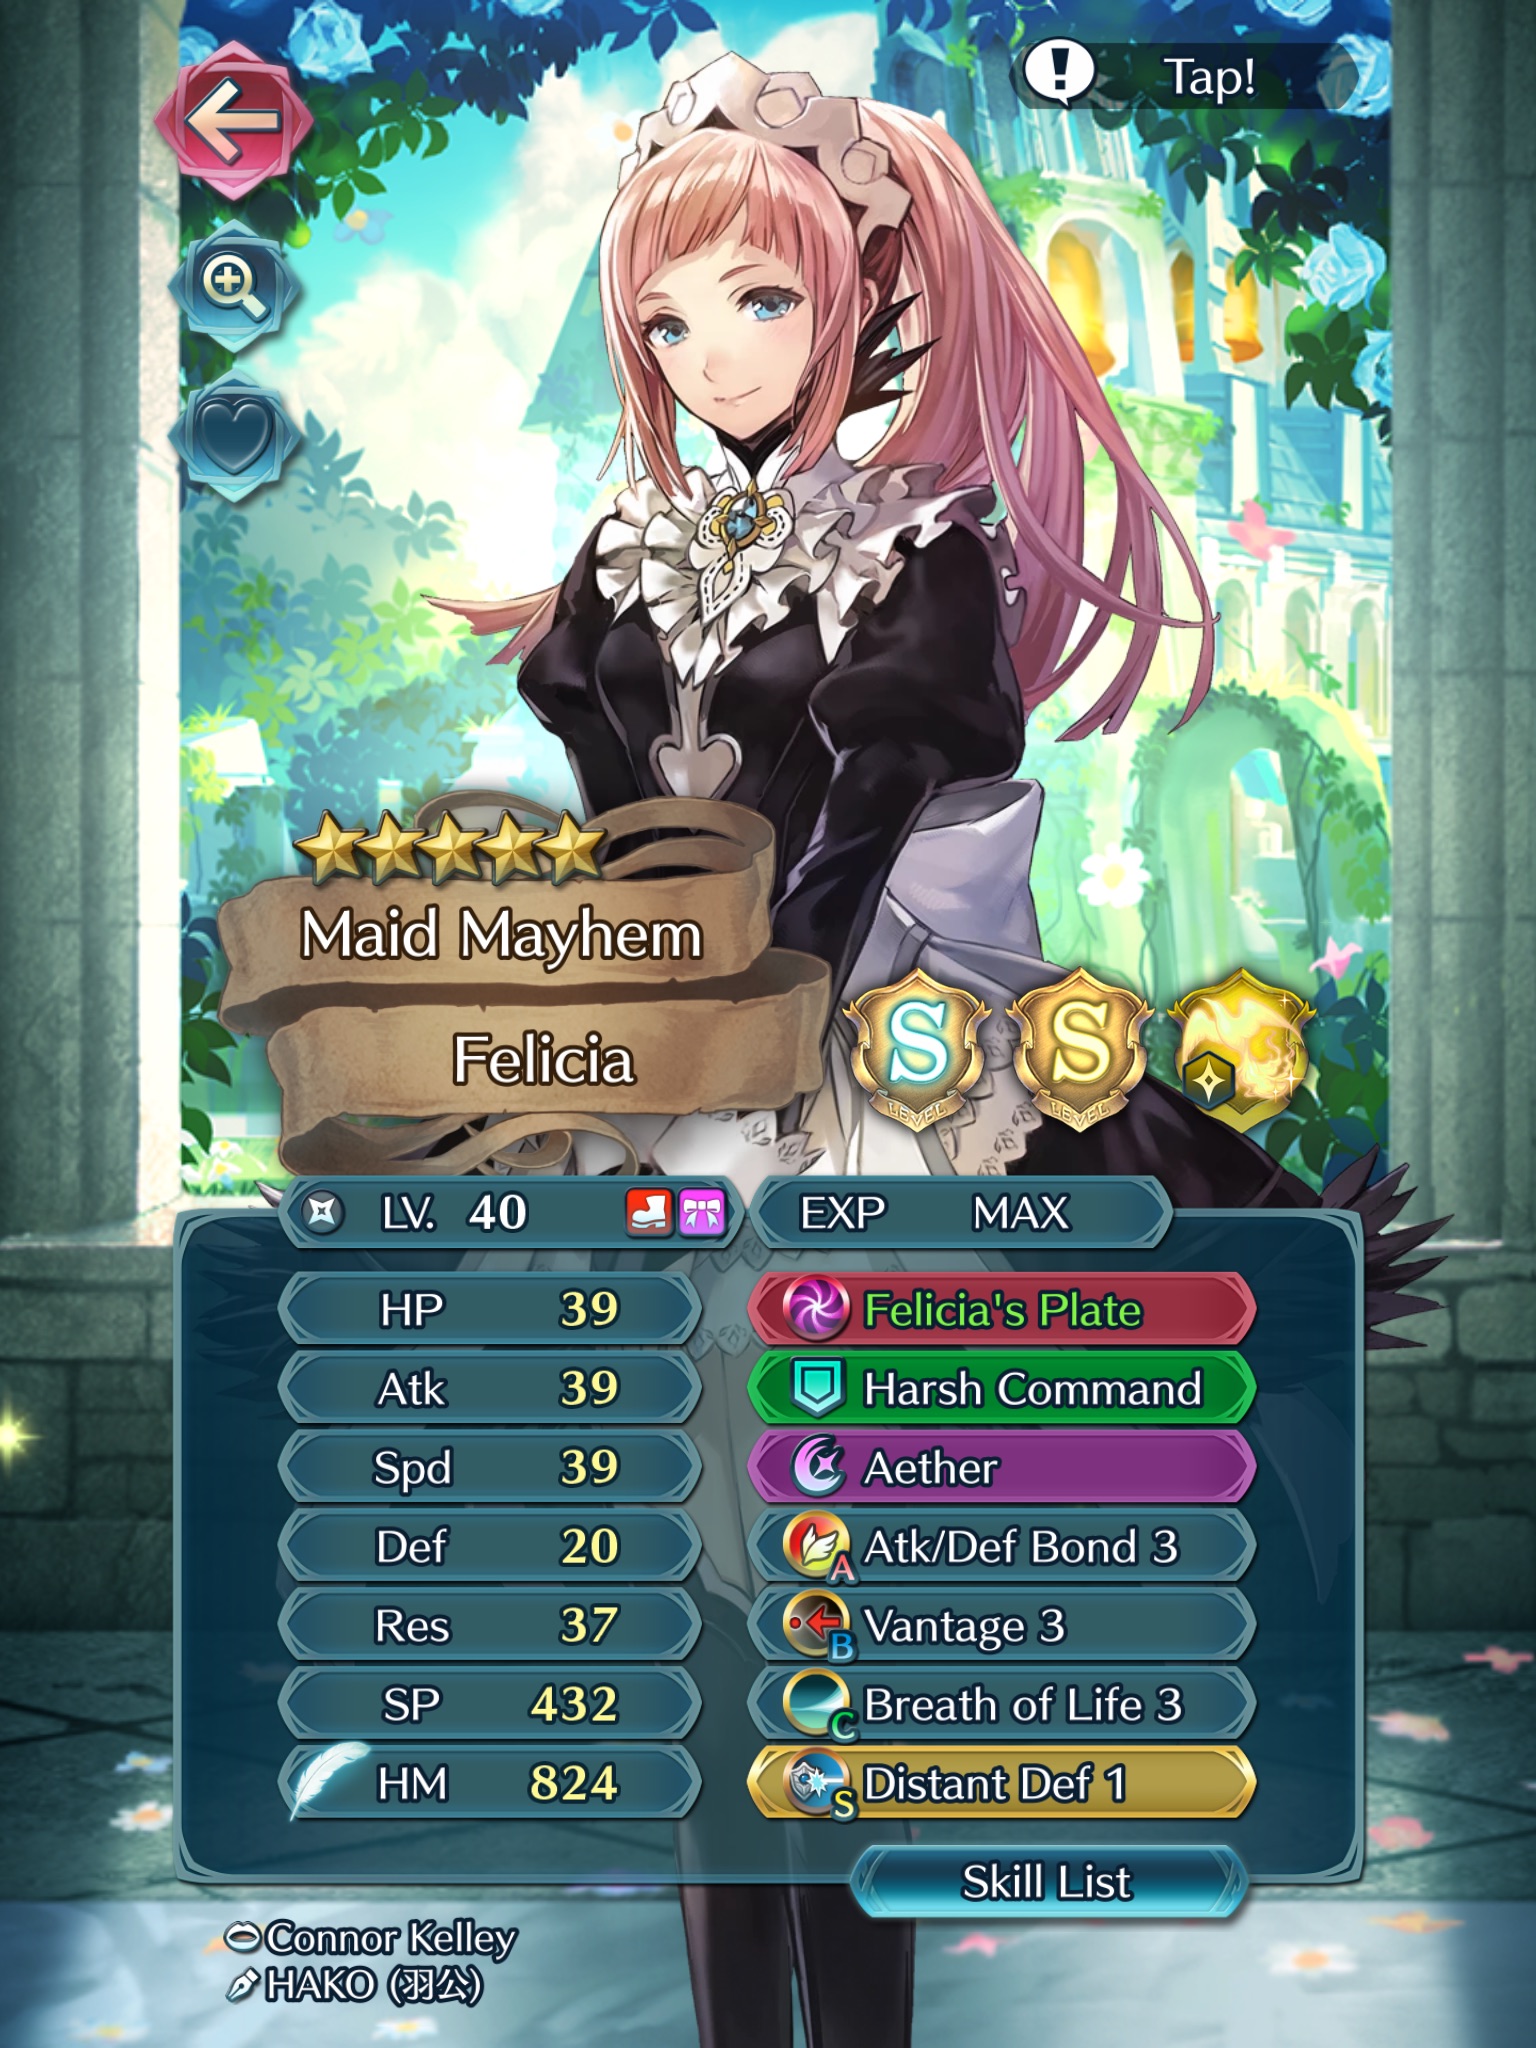 Tap!
Maid Mayhem
Felicia
S
LEVEL
S
LEVEL
LV. 40
EXP MAX
HP 39
Atk 39
Spd 39
Def 20
Res 37
SP 432
HM 824
Felicia's Plate
Harsh Command
Aether
A Atk/Def Bond 3
B Vantage 3
C Breath of Life 3
S Distant Def 1
Skill List
Connor Kelley
HAKO (羽公)